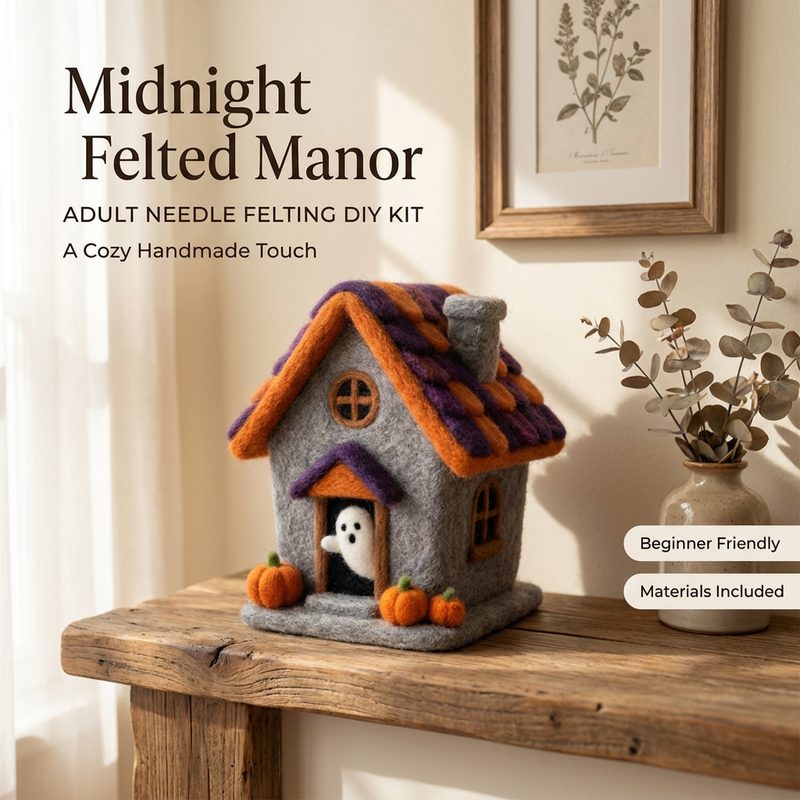 Midnight
Felted Manor
ADULT NEEDLE FELTING DIY KIT
A Cozy Handmade Touch
Beginner Friendly
Materials Included